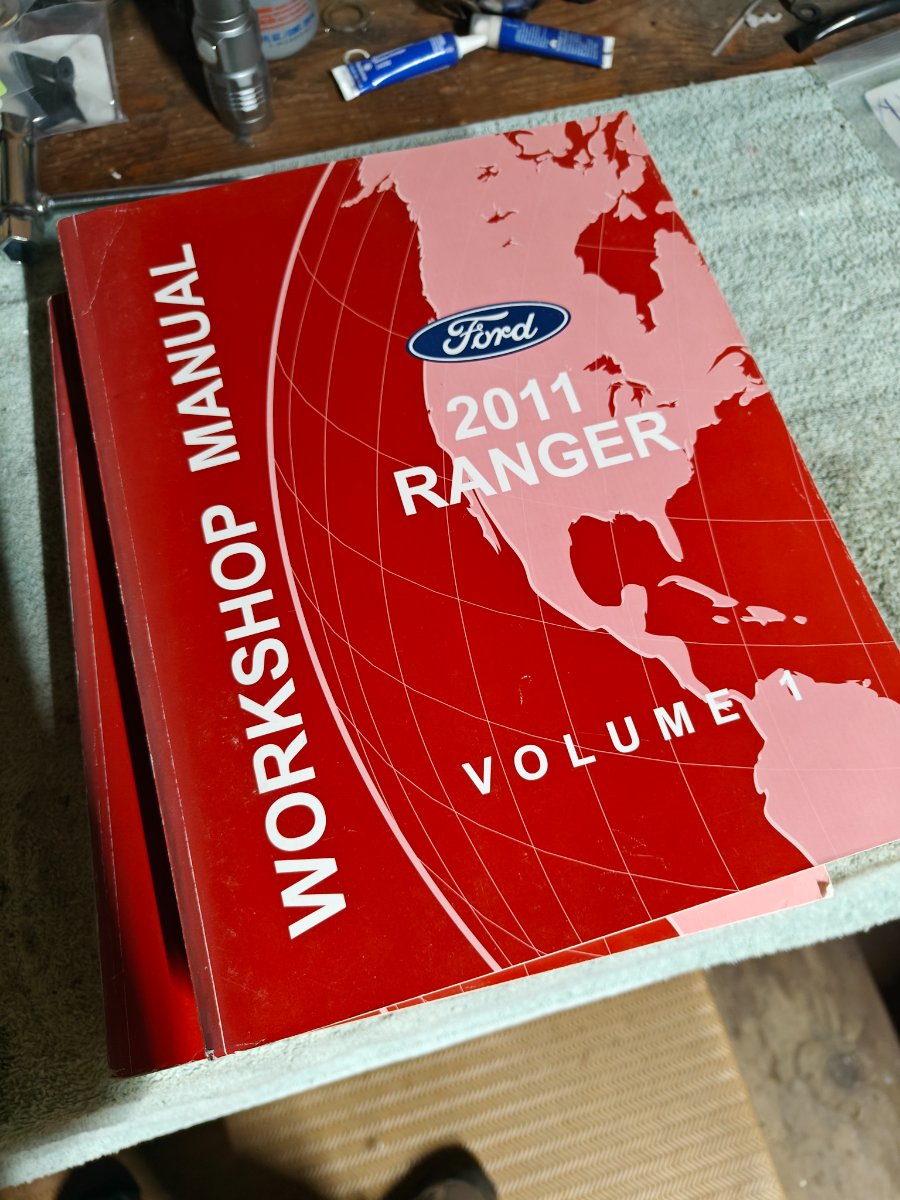 Ford
2011
RANGER
WORKSHOP MANUAL
VOLUME 1